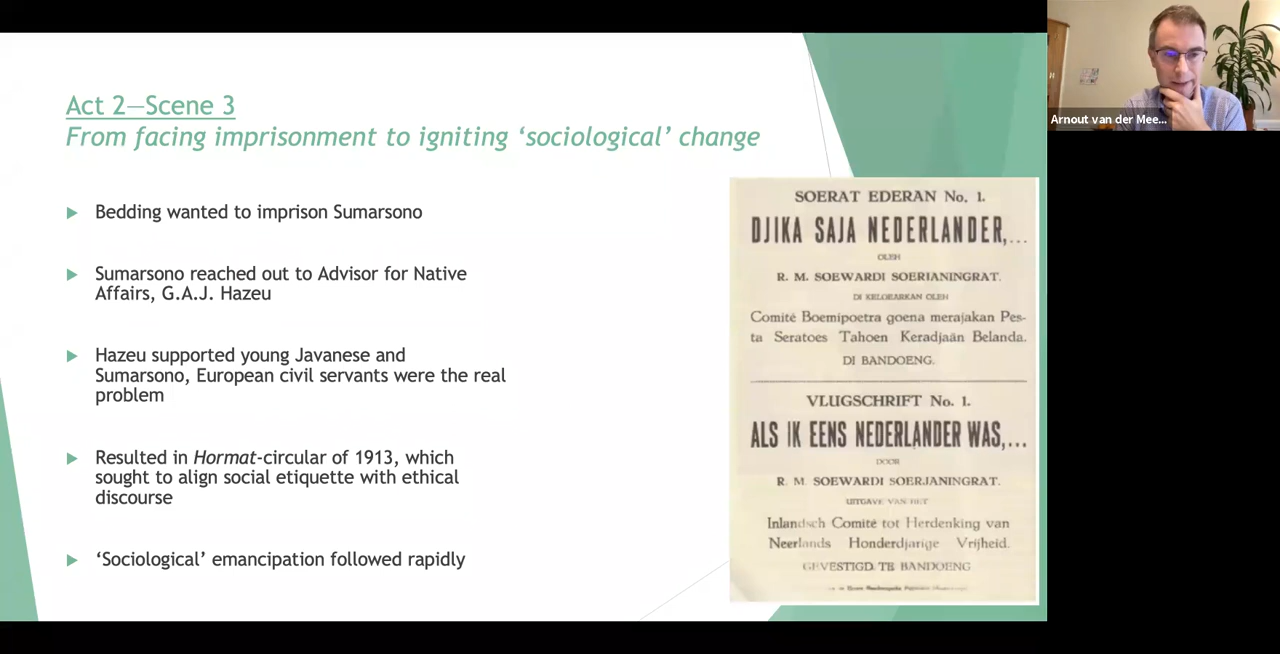 Act 2—Scene 3
From facing imprisonment to igniting ‘sociological’ change
Bedding wanted to imprison Sumarsono
Sumarsono reached out to Advisor for Native
Affairs, G.A.J. Hazeu
Hazeu supported young Javanese and
Sumarsono, European civil servants were the real
problem
Resulted in Hormat-circular of 1913, which
sought to align social etiquette with ethical
discourse
‘Sociological’ emancipation followed rapidly
SOERAT EDERAN No. 1.
DJIKA SAJA NEDERLANDER,...
OLEH
R. M. SOEWARDI SOERIANINGRAT.
DI KELOEARKAN OLEH
Comité Boemipoetra goena merajakan Pes-
ta Seratoes Tahoen Keradjaän Belanda.
DI BANDOENG.
VLUGSCHRIFT No. 1.
ALS IK EENS NEDERLANDER WAS,...
DOOR
R. M. SOEWARDI SOERJANINGRAT.
UITGAVE VAN HET
Inlandsch Comité tot Herdenking van
Neerlands Honderdjarige Vrijheid.
GEVESTIGD TE BANDOENG
Arnout van der Mee...